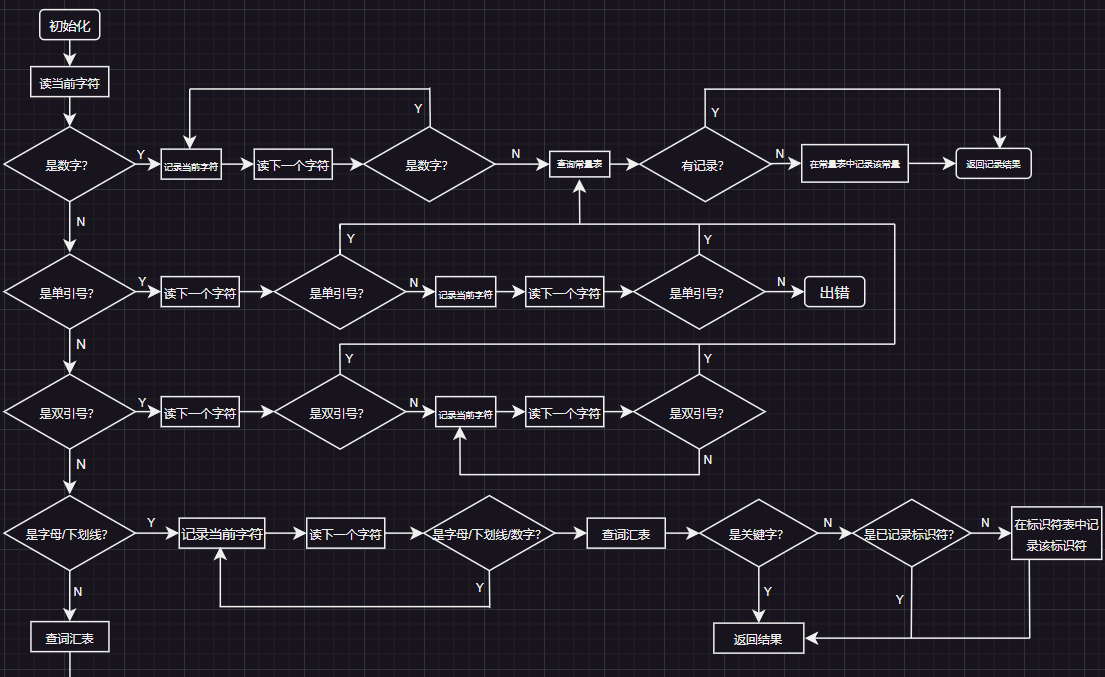 初始化
读当前字符
Y
Y
是数字?
Y
记录当前字符
读下一个字符
是数字?
N
查询常量表
有记录?
N
在常量表中记录该常量
返回记录结果
N
Y
Y
是单引号?
Y
读下一个字符
是单引号?
N
记录当前字符
读下一个字符
是单引号?
N
出错
N
Y
Y
是双引号?
Y
读下一个字符
是双引号?
N
记录当前字符
读下一个字符
是双引号?
N
N
是字母/下划线?
Y
记录当前字符
读下一个字符
是字母/下划线/数字?
查词汇表
是关键字?
N
是已记录标识符?
N
在标识符表中记
录该标识符
N
Y
Y
Y
查词汇表
返回结果